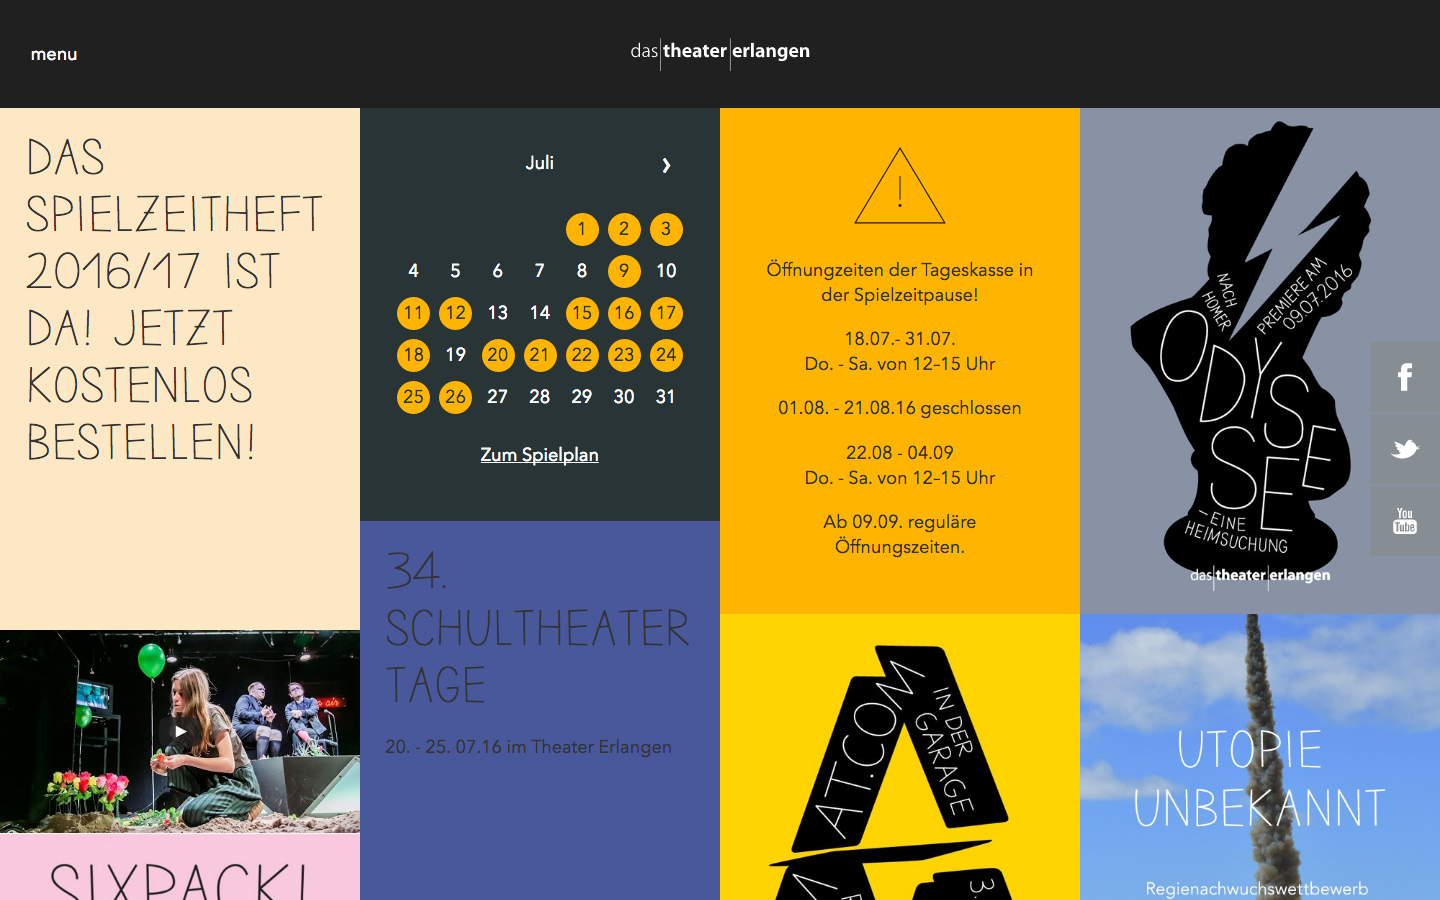 menu
das theater erlangen
DAS
SPIELZEITHEFT
2016/17 IST
DA! JETZT
KOSTENLOS
BESTELLEN!
Juli
1 2 3
4 5 6 7 8 9 10
11 12 13 14 15 16 17
18 19 20 21 22 23 24
25 26 27 28 29 30 31
Zum Spielplan
34.
SCHULTHEATER
TAGE
20. - 25. 07.16 im Theater Erlangen
!
Öffnungzeiten der Tageskasse in
der Spielzeitpause!
18.07.- 31.07.
Do. - Sa. von 12–15 Uhr
01.08. - 21.08.16 geschlossen
22.08 - 04.09
Do. - Sa. von 12–15 Uhr
Ab 09.09. reguläre
Öffnungszeiten.
NACH
HOMER
PREMIERE AM
09.07.2016
ODYS
SEE
– EINE
HEIMSUCHUNG
das theater erlangen
f
You
Tube
on air
SIXPACK!
AT.COM
IN DER
GARAGE
3.
UTOPIE
UNBEKANNT
Regienachwuchswettbewerb